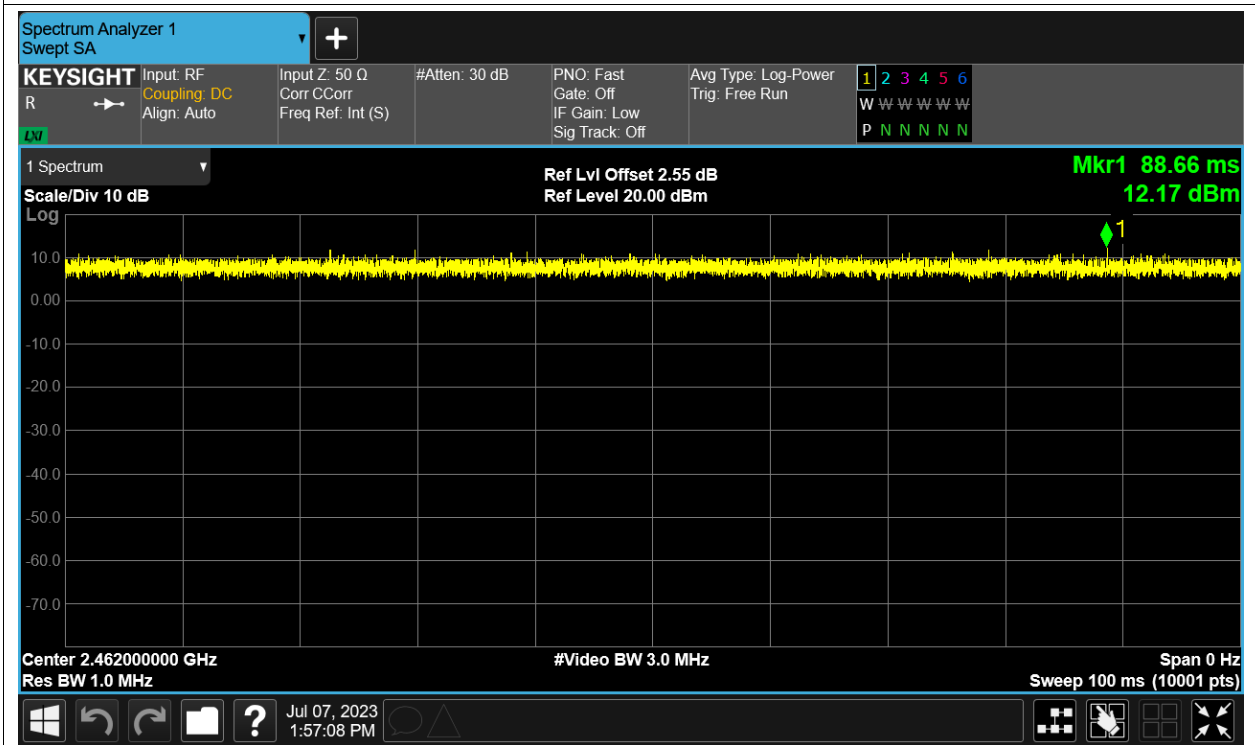 Spectrum Analyzer 1
Swept SA
KEYSIGHT
R
LXI
Input: RF
Coupling: DC
Align: Auto
Input Z: 50 Ω
Corr CCorr
Freq Ref: Int (S)
#Atten: 30 dB
PNO: Fast
Gate: Off
IF Gain: Low
Sig Track: Off
Avg Type: Log-Power
Trig: Free Run
1 2 3 4 5 6
W W W W W W
P N N N N N
1 Spectrum
Scale/Div 10 dB
Log
Ref Lvl Offset 2.55 dB
Ref Level 20.00 dBm
Mkr1 88.66 ms
12.17 dBm
1
10.0
0.00
-10.0
-20.0
-30.0
-40.0
-50.0
-60.0
-70.0
Center 2.462000000 GHz
Res BW 1.0 MHz
#Video BW 3.0 MHz
Span 0 Hz
Sweep 100 ms (10001 pts)
?
Jul 07, 2023
1:57:08 PM